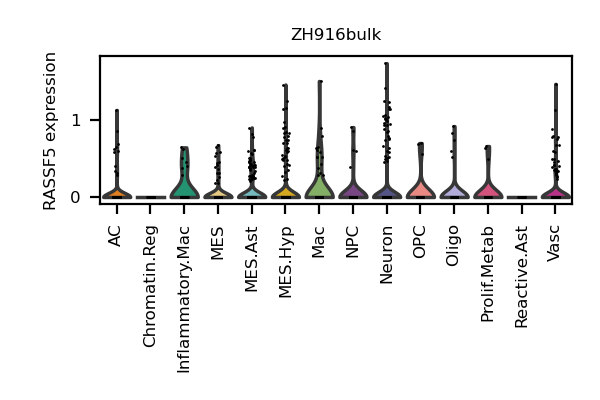 ZH916bulk
RASSF5 expression
1
0
AC
Chromatin.Reg
Inflammatory.Mac
MES
MES.Ast
MES.Hyp
Mac
NPC
Neuron
OPC
Oligo
Prolif.Metab
Reactive.Ast
Vasc